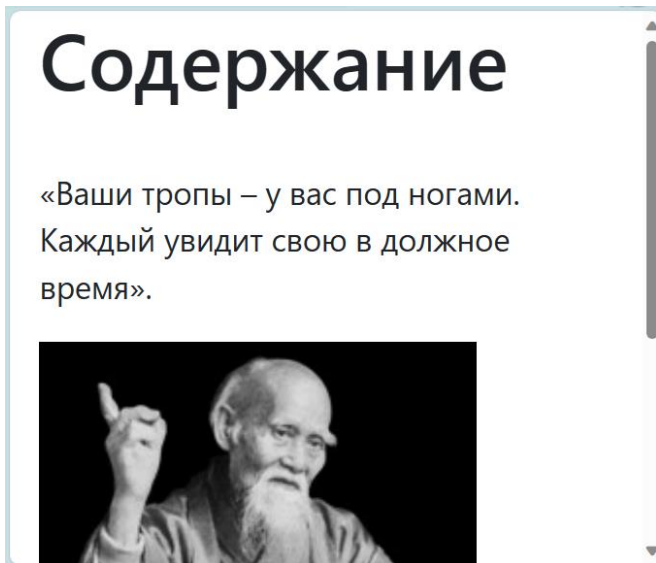 Содержание
«Ваши тропы – у вас под ногами.
Каждый увидит свою в должное
время».